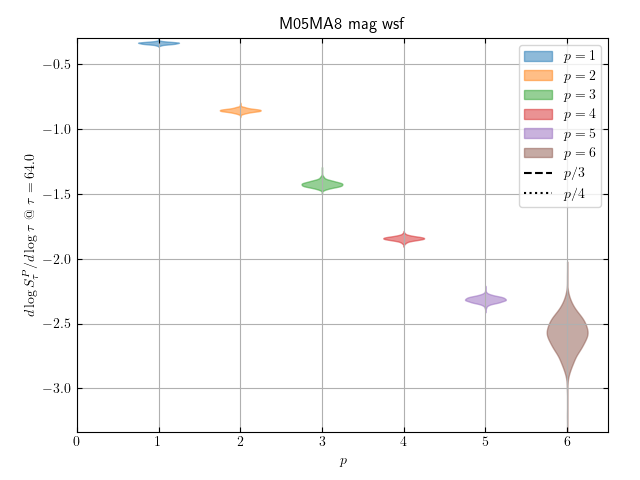 M05MA8 mag wsf
d log S_τ^P / d log τ @ τ = 64.0
−0.5
−1.0
−1.5
−2.0
−2.5
−3.0
p = 1
p = 2
p = 3
p = 4
p = 5
p = 6
p/3
p/4
0 1 2 3 4 5 6
p